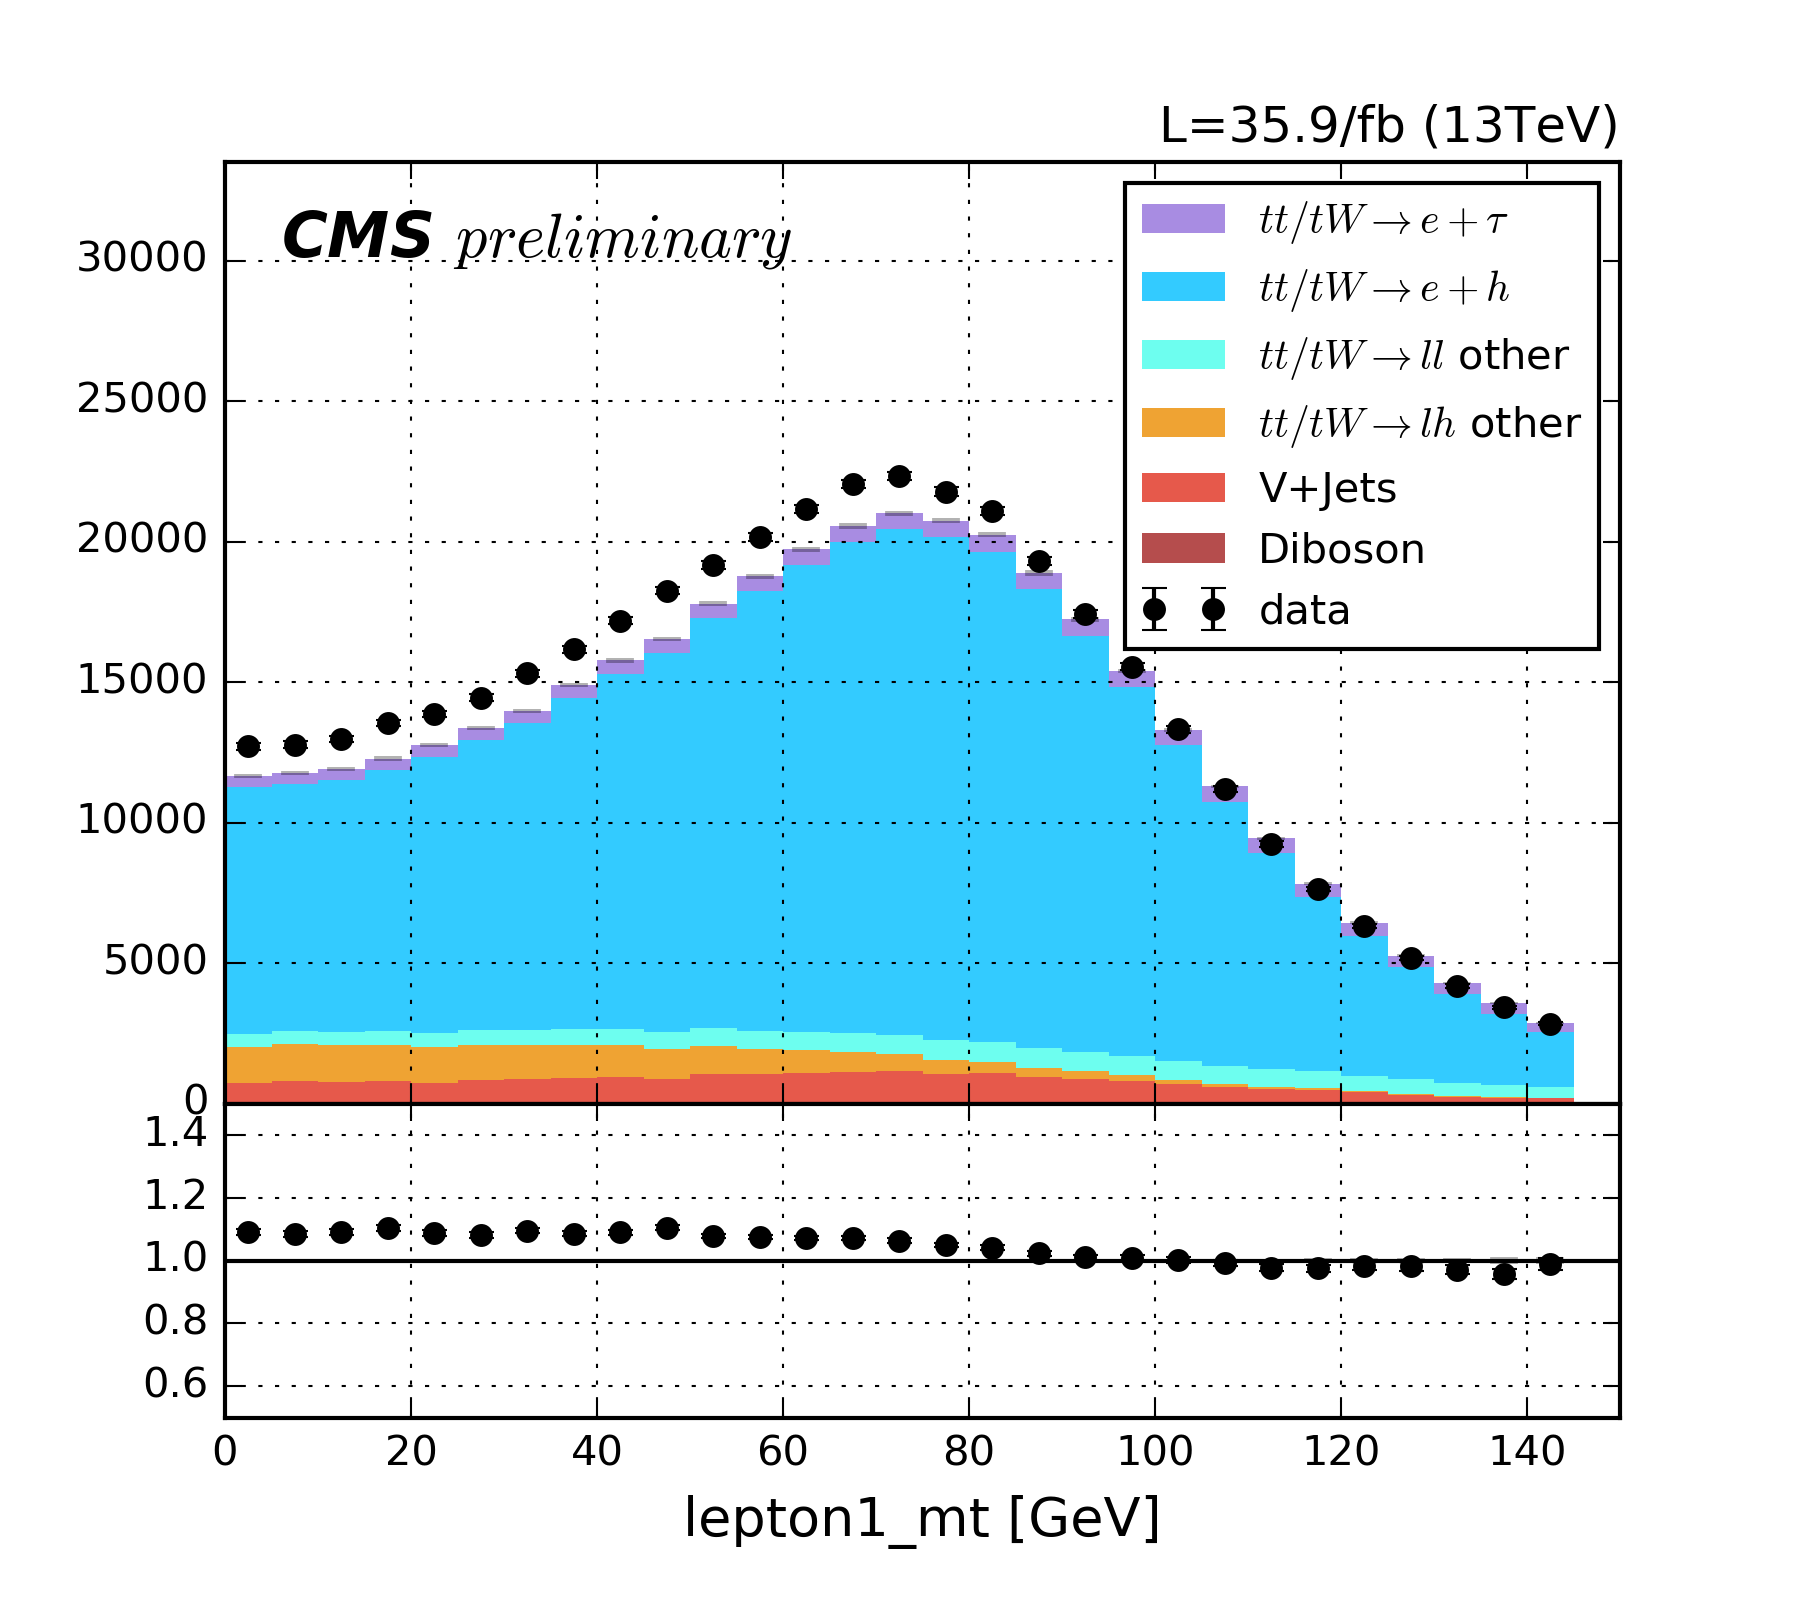 L=35.9/fb (13TeV)
CMS preliminary
tt/tW → e + τ
tt/tW → e + h
tt/tW → ll other
tt/tW → lh other
V+Jets
Diboson
data
30000
25000
20000
15000
10000
5000
0
1.4
1.2
1.0
0.8
0.6
0 20 40 60 80 100 120 140
lepton1_mt [GeV]